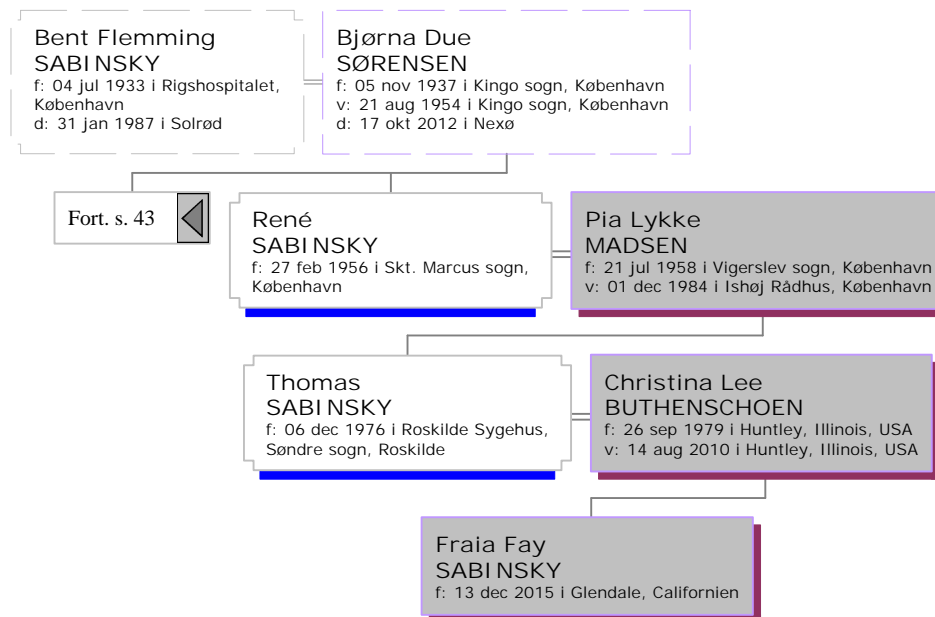 Bent Flemming
SABINSKY
f: 04 jul 1933 i Rigshospitalet,
København
d: 31 jan 1987 i Solrød
Bjørna Due
SØRENSEN
f: 05 nov 1937 i Kingo sogn, København
v: 21 aug 1954 i Kingo sogn, København
d: 17 okt 2012 i Nexø
Fort. s. 43
René
SABINSKY
f: 27 feb 1956 i Skt. Marcus sogn,
København
Pia Lykke
MADSEN
f: 21 jul 1958 i Vigerslev sogn, København
v: 01 dec 1984 i Ishøj Rådhus, København
Thomas
SABINSKY
f: 06 dec 1976 i Roskilde Sygehus,
Søndre sogn, Roskilde
Christina Lee
BUTHENSCHOEN
f: 26 sep 1979 i Huntley, Illinois, USA
v: 14 aug 2010 i Huntley, Illinois, USA
Fraia Fay
SABINSKY
f: 13 dec 2015 i Glendale, Californien